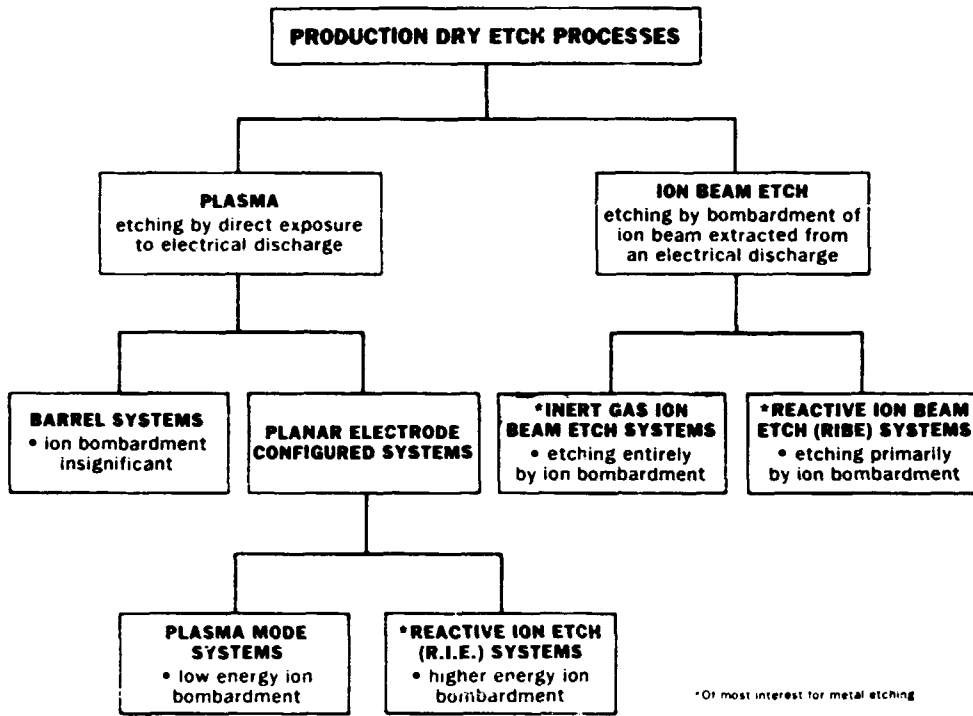 PRODUCTION DRY ETCH PROCESSES
PLASMA
etching by direct exposure
to electrical discharge
ION BEAM ETCH
etching by bombardment of
ion beam extracted from
an electrical discharge
BARREL SYSTEMS
• ion bombardment
insignificant
PLANAR ELECTRODE
CONFIGURED SYSTEMS
*INERT GAS ION
BEAM ETCH SYSTEMS
• etching entirely
by ion bombardment
*REACTIVE ION BEAM
ETCH (RIBE) SYSTEMS
• etching primarily
by ion bombardment
PLASMA MODE
SYSTEMS
• low energy ion
bombardment
*REACTIVE ION ETCH
(R.I.E.) SYSTEMS
• higher energy ion
bombardment
*Of most interest for metal etching